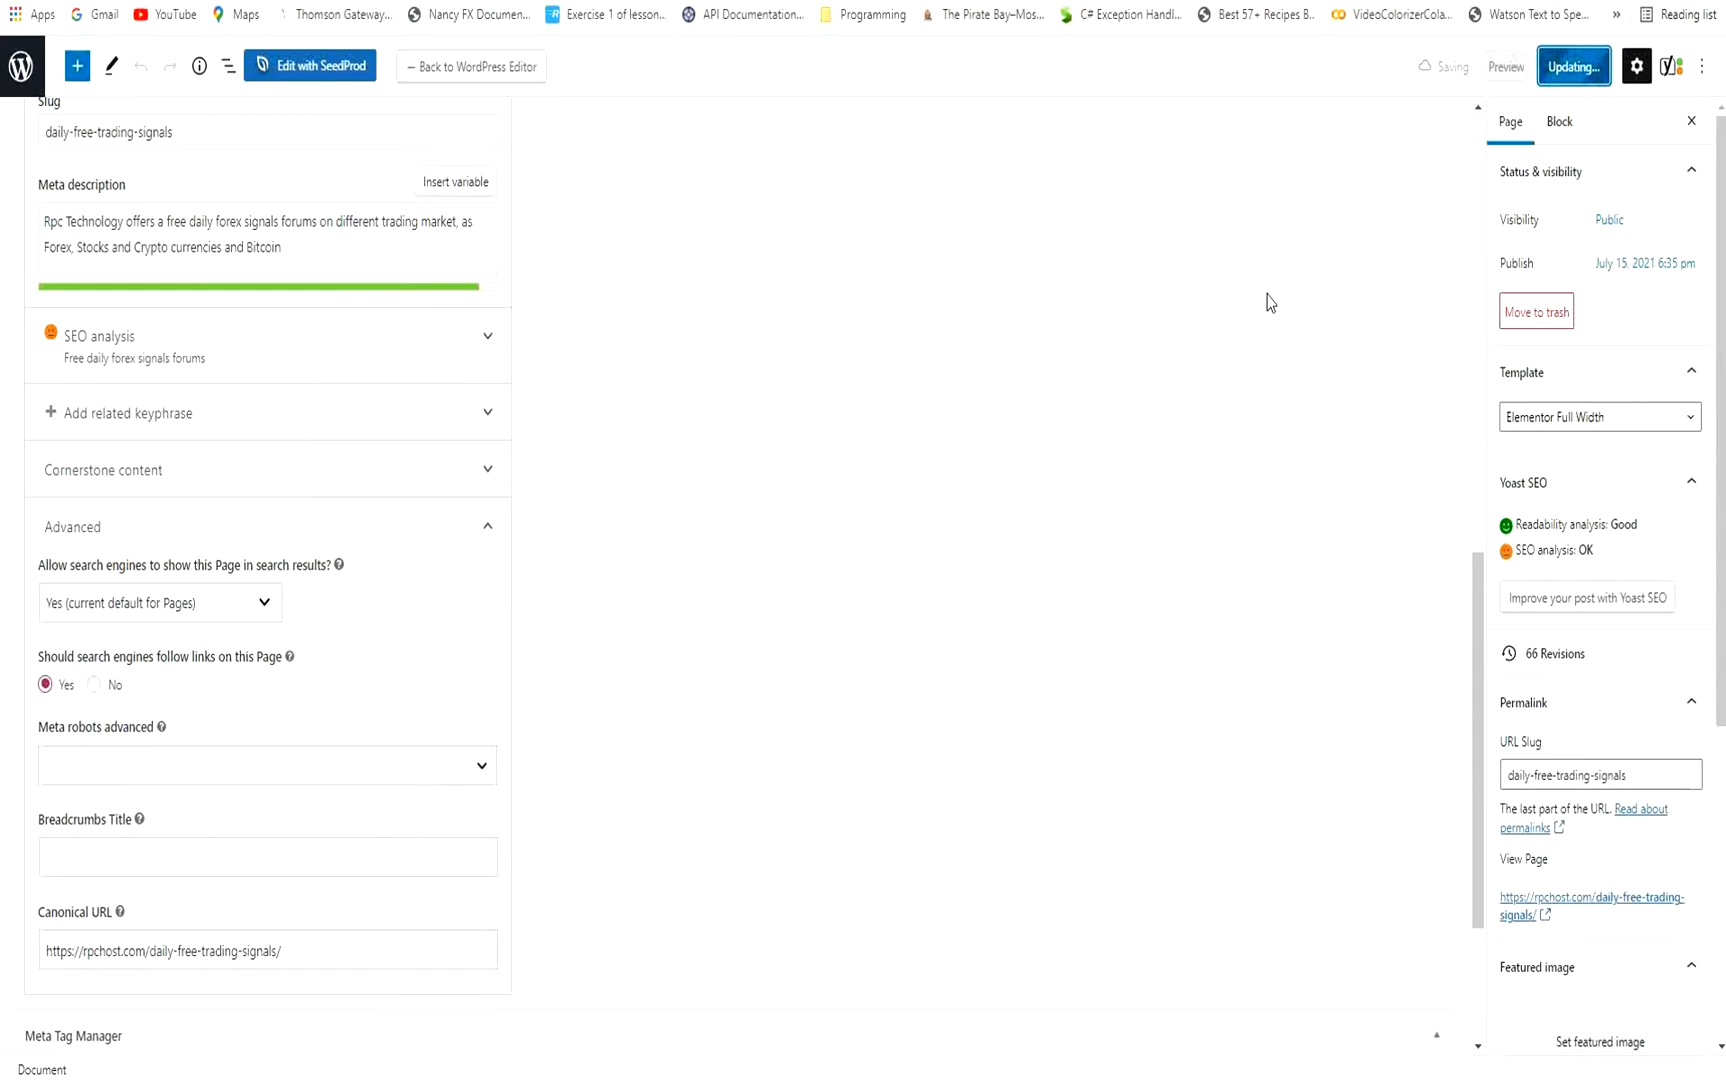 Apps
Gmail
YouTube
Maps
Thomson Gateway...
Nancy FX Documen...
Exercise 1 of lesson...
API Documentation...
Programming
The Pirate Bay–Mos...
C# Exception Handl...
Best 57+ Recipes B...
VideoColorizerCola...
Watson Text to Spe...
»
Reading list
Edit with SeedProd
← Back to WordPress Editor
Saving
Preview
Updating...
Slug
daily-free-trading-signals
Meta description
Insert variable
Rpc Technology offers a free daily forex signals forums on different trading market, as
Forex, Stocks and Crypto currencies and Bitcoin
SEO analysis
Free daily forex signals forums
Add related keyphrase
Cornerstone content
Advanced
Allow search engines to show this Page in search results?
Yes (current default for Pages)
Should search engines follow links on this Page
Yes
No
Meta robots advanced
Breadcrumbs Title
Canonical URL
https://rpchost.com/daily-free-trading-signals/
Meta Tag Manager
Document
Page
Block
Status & visibility
Visibility
Public
Publish
July 15, 2021 6:35 pm
Move to trash
Template
Elementor Full Width
Yoast SEO
Readability analysis: Good
SEO analysis: OK
Improve your post with Yoast SEO
66 Revisions
Permalink
URL Slug
daily-free-trading-signals
The last part of the URL. Read about
permalinks
View Page
https://rpchost.com/daily-free-trading-
signals/
Featured image
Set featured image